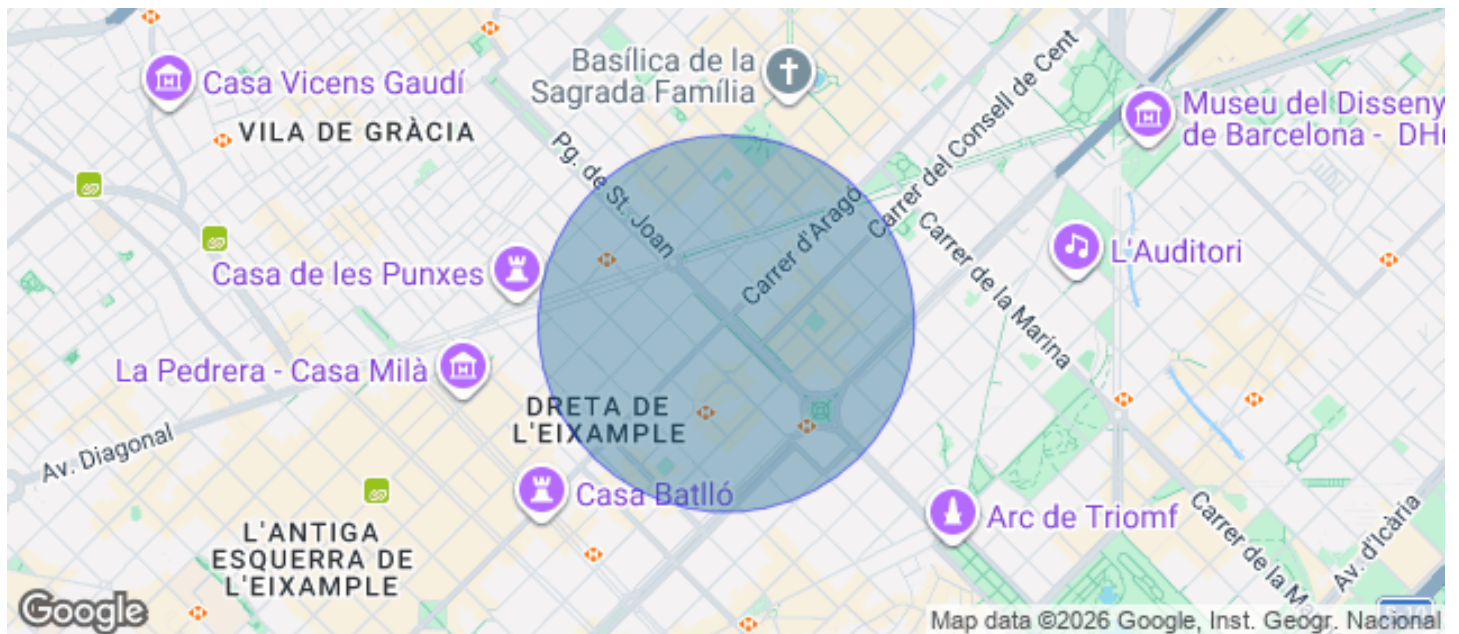 Basílica de la
Sagrada Família
Casa Vicens Gaudí
VILA DE GRÀCIA
Pg. de St. Joan
Carrer del Consell de Cent
Museu del Disseny
de Barcelona -
Carrer d'Aragó
Casa de les Punxes
Carrer de la Marina
L'Auditori
La Pedrera - Casa Milà
DRETA DE
L'EIXAMPLE
Av. Diagonal
Casa Batlló
Arc de Triomf
L'ANTIGA
ESQUERRA DE
L'EIXAMPLE
Carrer de la
Av. d'Icària
Google
Map data ©2026 Google, Inst. Geogr. Nacional